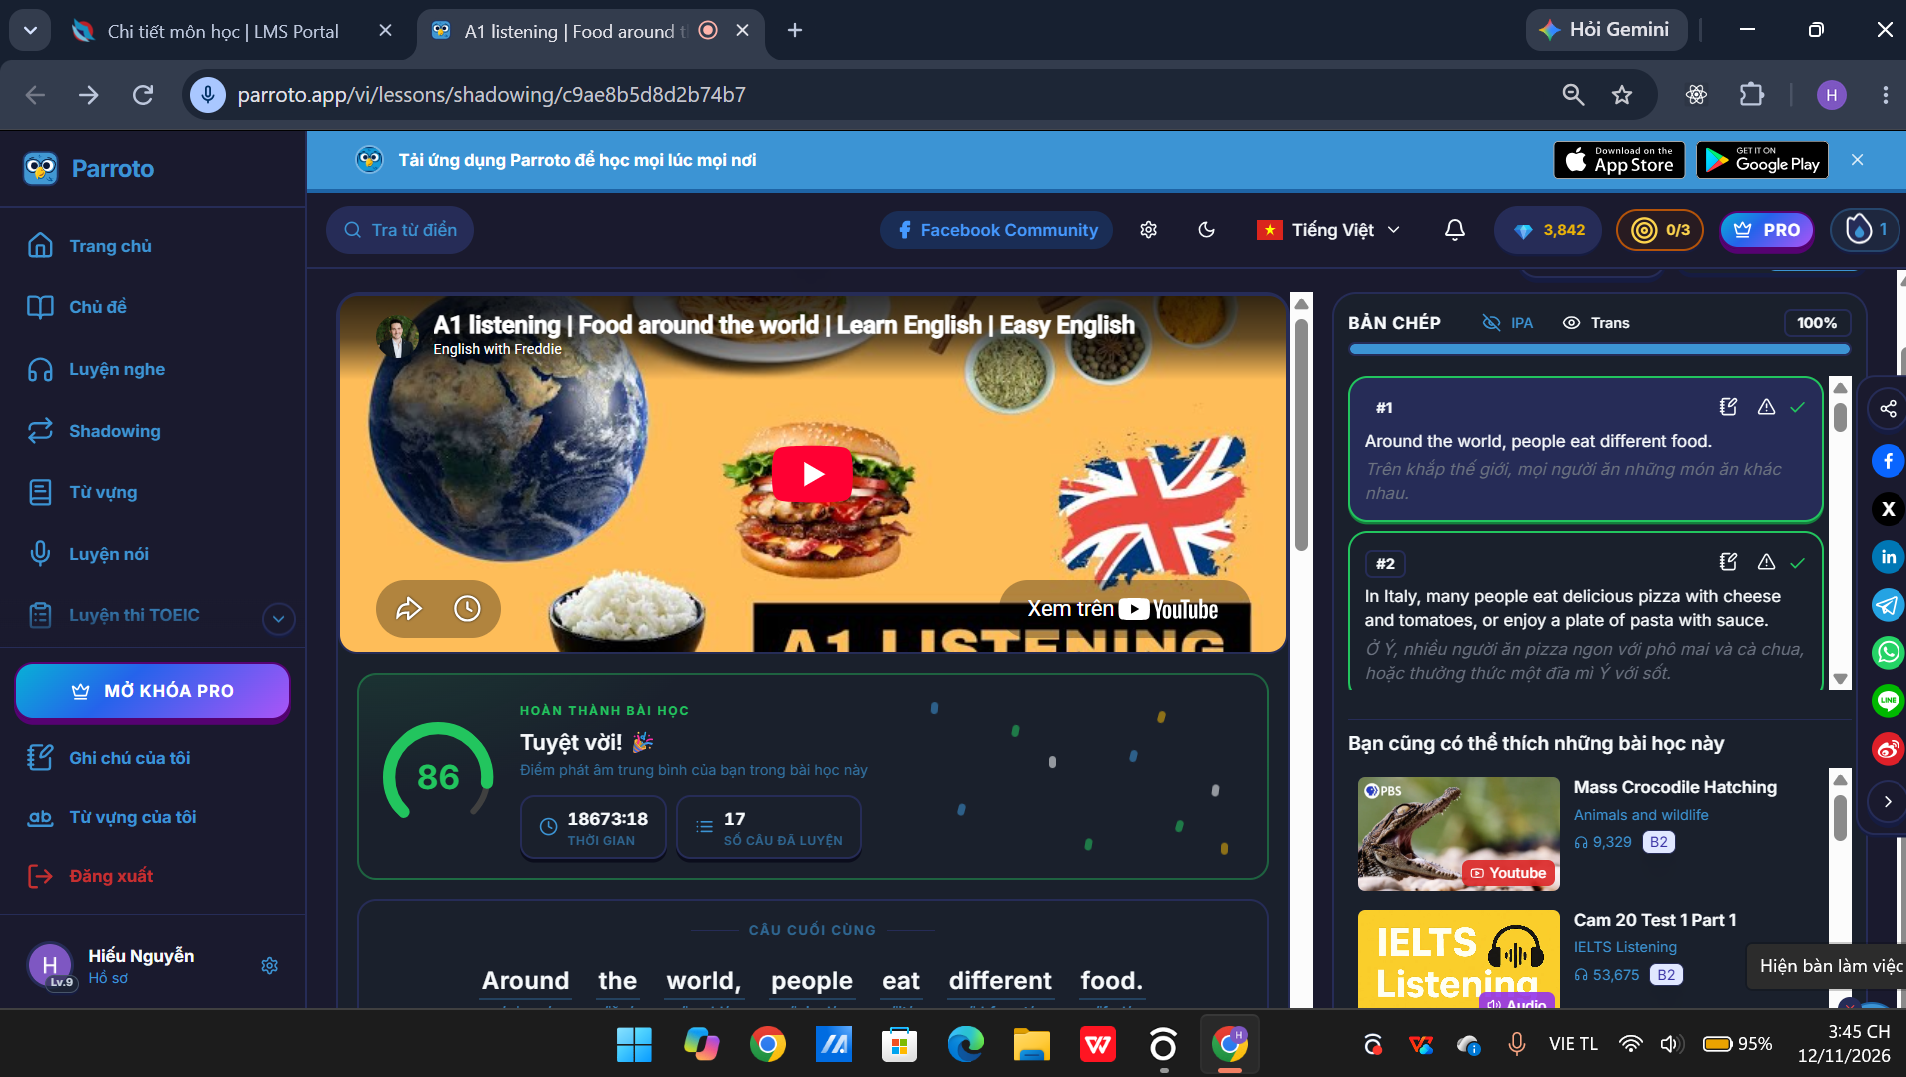 Chi tiết môn học | LMS Portal
A1 listening | Food around t
Hỏi Gemini
parroto.app/vi/lessons/shadowing/c9ae8b5d8d2b74b7
H
Parroto
Tải ứng dụng Parroto để học mọi lúc mọi nơi
Download on the
App Store
GET IT ON
Google Play
Tra từ điển
Facebook Community
Tiếng Việt
3,842
0/3
PRO
1
Trang chủ
Chủ đề
Luyện nghe
Shadowing
Từ vựng
Luyện nói
Luyện thi TOEIC
MỞ KHÓA PRO
Ghi chú của tôi
Từ vựng của tôi
Đăng xuất
H
Lv.9
Hiếu Nguyễn
Hồ sơ
A1 listening | Food around the world | Learn English | Easy English
English with Freddie
Xem trên YouTube
A1 LISTENING
HOÀN THÀNH BÀI HỌC
86
Tuyệt vời! 🎉
Điểm phát âm trung bình của bạn trong bài học này
18673:18
THỜI GIAN
17
SỐ CÂU ĐÃ LUYỆN
CÂU CUỐI CÙNG
Around the world, people eat different food.
BẢN CHÉP
IPA
Trans
100%
#1
Around the world, people eat different food.
Trên khắp thế giới, mọi người ăn những món ăn khác
nhau.
#2
In Italy, many people eat delicious pizza with cheese
and tomatoes, or enjoy a plate of pasta with sauce.
Ở Ý, nhiều người ăn pizza ngon với phô mai và cà chua,
hoặc thưởng thức một đĩa mì Ý với sốt.
Bạn cũng có thể thích những bài học này
PBS
Youtube
Mass Crocodile Hatching
Animals and wildlife
9,329
B2
IELTS
Listening
Audio
Cam 20 Test 1 Part 1
IELTS Listening
53,675
B2
LINE
Hiện bàn làm việc
VIE TL
95%
3:45 CH
12/11/2026